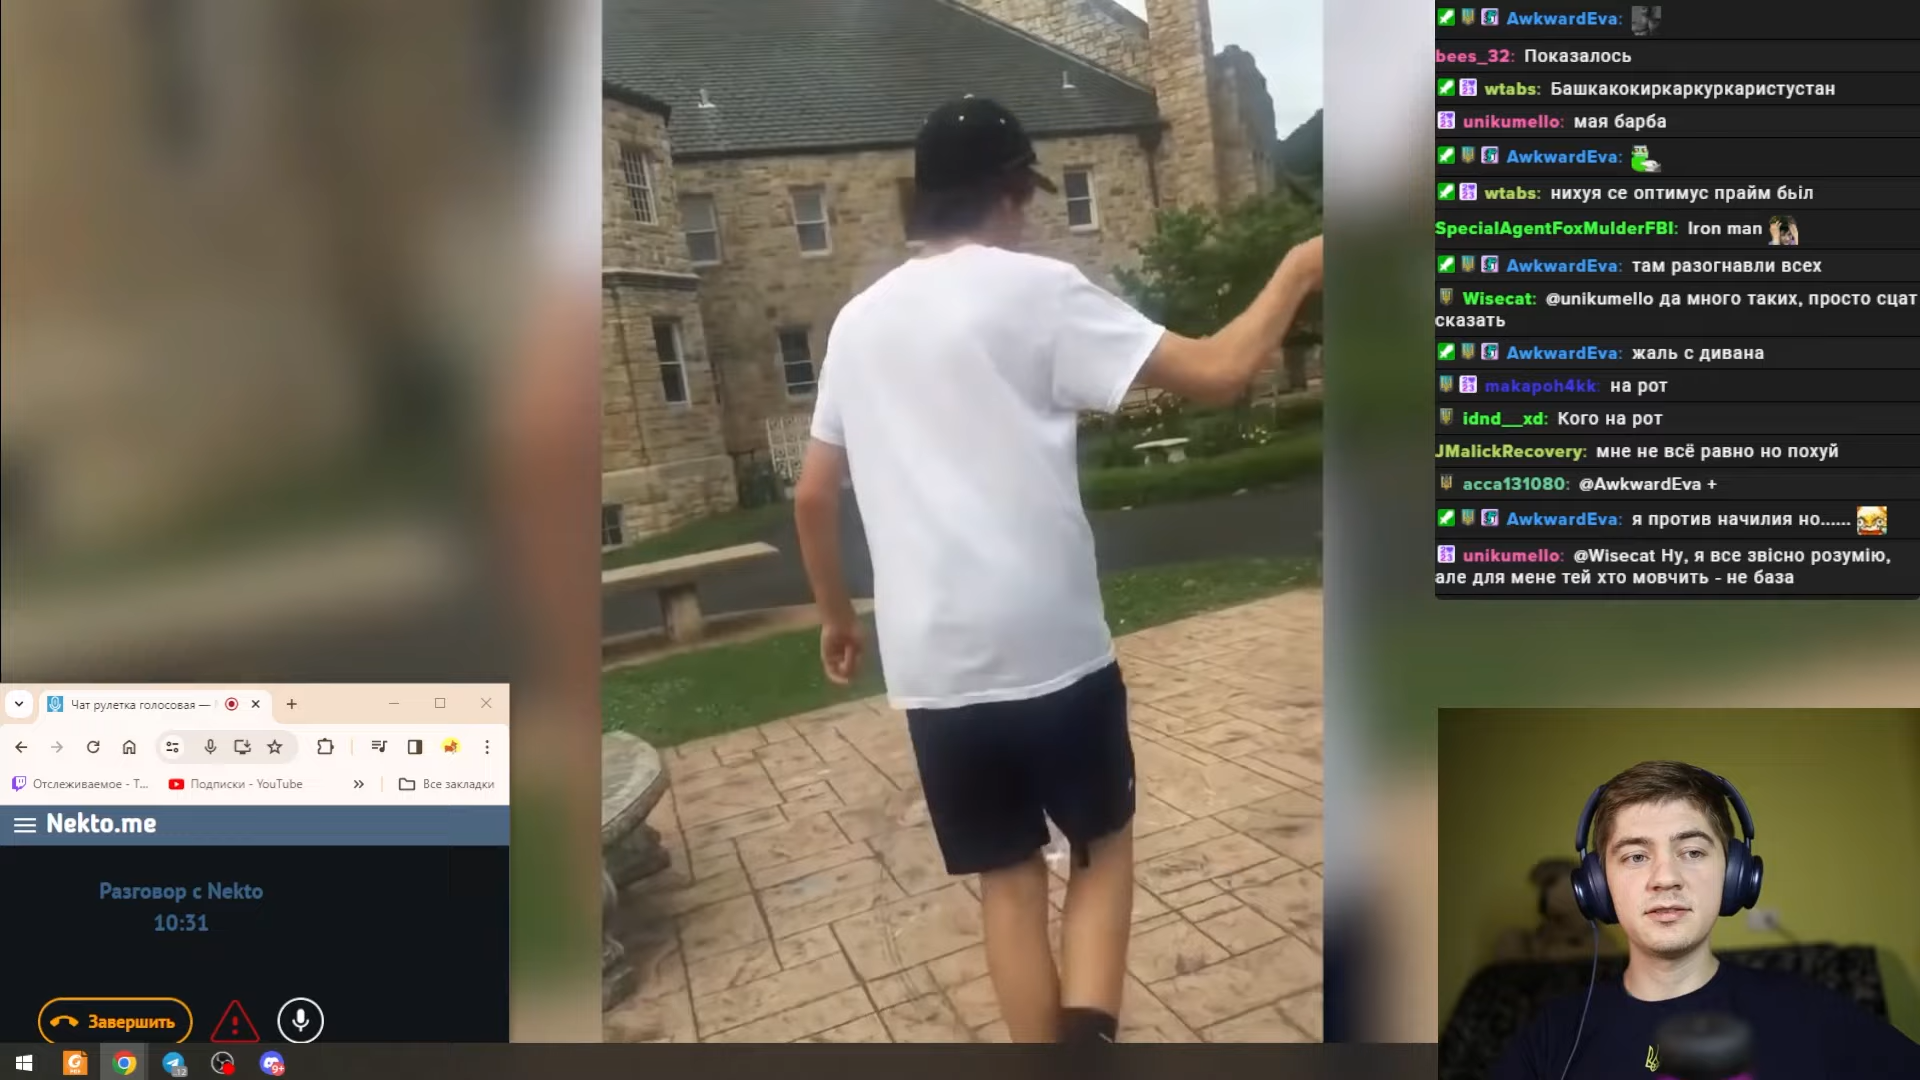 AwkwardEva:
bees_32: Показалось
wtabs: Башкакокиркаркуркаристустан
unikumello: мая барба
AwkwardEva:
wtabs: нихуя се оптимус прайм быıл
SpecialAgentFoxMulderFBI: Iron man
AwkwardEva: там разогнавли всех
Wisecat: @unikumello да много таких, просто сцат
сказать
AwkwardEva: жаль с дивана
makapoh4kk: на рот
idnd__xd: Кого на рот
JMalickRecovery: мне не всё равно но похуй
acca131080: @AwkwardEva +
AwkwardEva: я против начилия но......
unikumello: @Wisecat Ну, я все звісно розумію,
але для мене тей хто мовчить - не база
Чат рулетка голосовая —
Отслеживаемое - Т...
Подписки - YouTube
Все закладки
Nekto.me
Разговор с Nekto
10:31
Завершить
12
9+